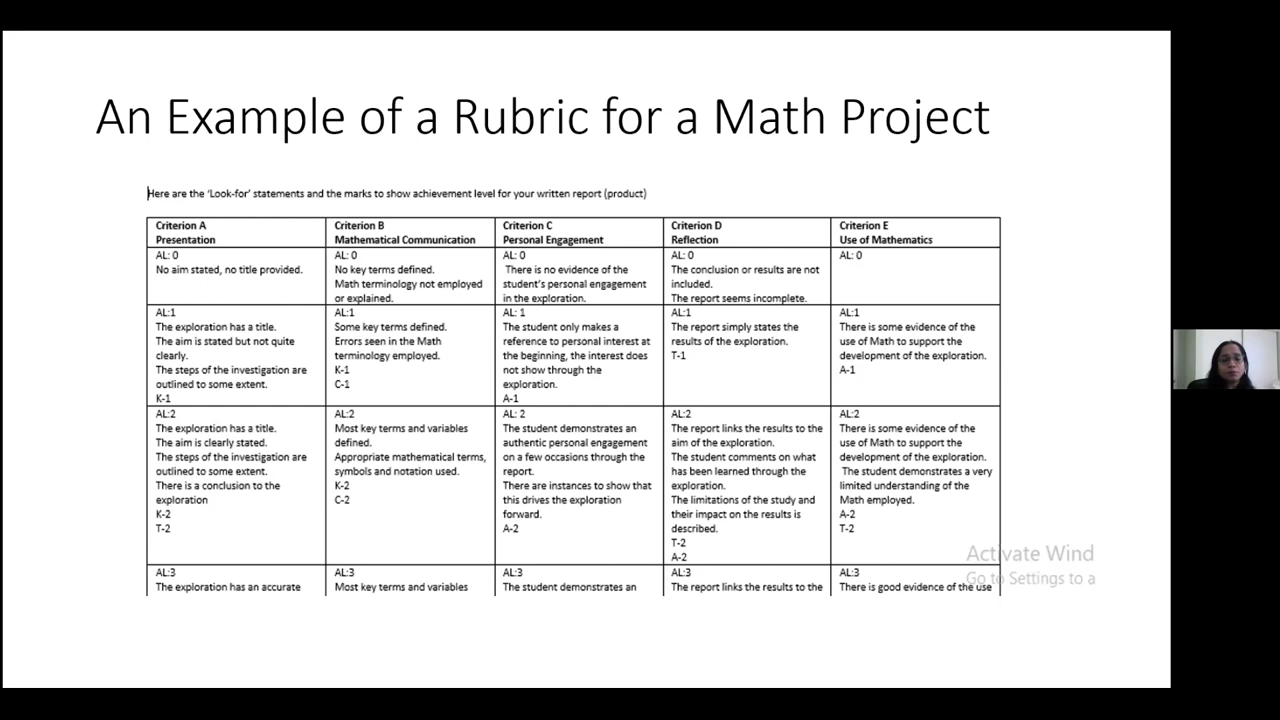 An Example of a Rubric for a Math Project
Here are the 'Look-for' statements and the marks to show achievement level for your written report (product)
Criterion A
Presentation
Criterion B
Mathematical Communication
Criterion C
Personal Engagement
Criterion D
Reflection
Criterion E
Use of Mathematics
AL: 0
No aim stated, no title provided.
AL: 0
No key terms defined.
Math terminology not employed
or explained.
AL: 0
There is no evidence of the
student's personal engagement
in the exploration.
AL: 0
The conclusion or results are not
included.
The report seems incomplete.
AL: 0
AL:1
The exploration has a title.
The aim is stated but not quite
clearly.
The steps of the investigation are
outlined to some extent.
K-1
AL:1
Some key terms defined.
Errors seen in the Math
terminology employed.
K-1
C-1
AL: 1
The student only makes a
reference to personal interest at
the beginning, the interest does
not show through the
exploration.
A-1
AL:1
The report simply states the
results of the exploration.
T-1
AL:1
There is some evidence of the
use of Math to support the
development of the exploration.
A-1
AL:2
The exploration has a title.
The aim is clearly stated.
The steps of the investigation are
outlined to some extent.
There is a conclusion to the
exploration
K-2
T-2
AL:2
Most key terms and variables
defined.
Appropriate mathematical terms,
symbols and notation used.
K-2
C-2
AL: 2
The student demonstrates an
authentic personal engagement
on a few occasions through the
report.
There are instances to show that
this drives the exploration
forward.
A-2
AL:2
The report links the results to the
aim of the exploration.
The student comments on what
has been learned through the
exploration.
The limitations of the study and
their impact on the results is
described.
T-2
A-2
AL:2
There is some evidence of the
use of Math to support the
development of the exploration.
The student demonstrates a very
limited understanding of the
Math employed.
A-2
T-2
AL:3
The exploration has an accurate
AL:3
Most key terms and variables
AL:3
The student demonstrates an
AL:3
The report links the results to the
AL:3
There is good evidence of the use
Activate Wind
Go to Settings to a